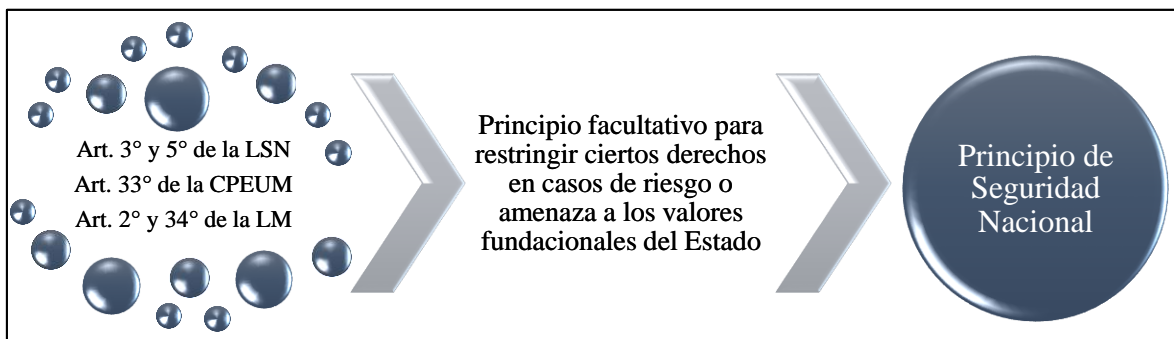 Art. 3° y 5° de la LSN
Art. 33° de la CPEUM
Art. 2° y 34° de la LM
Principio facultativo para
restringir ciertos derechos
en casos de riesgo o
amenaza a los valores
fundacionales del Estado
Principio de
Seguridad
Nacional